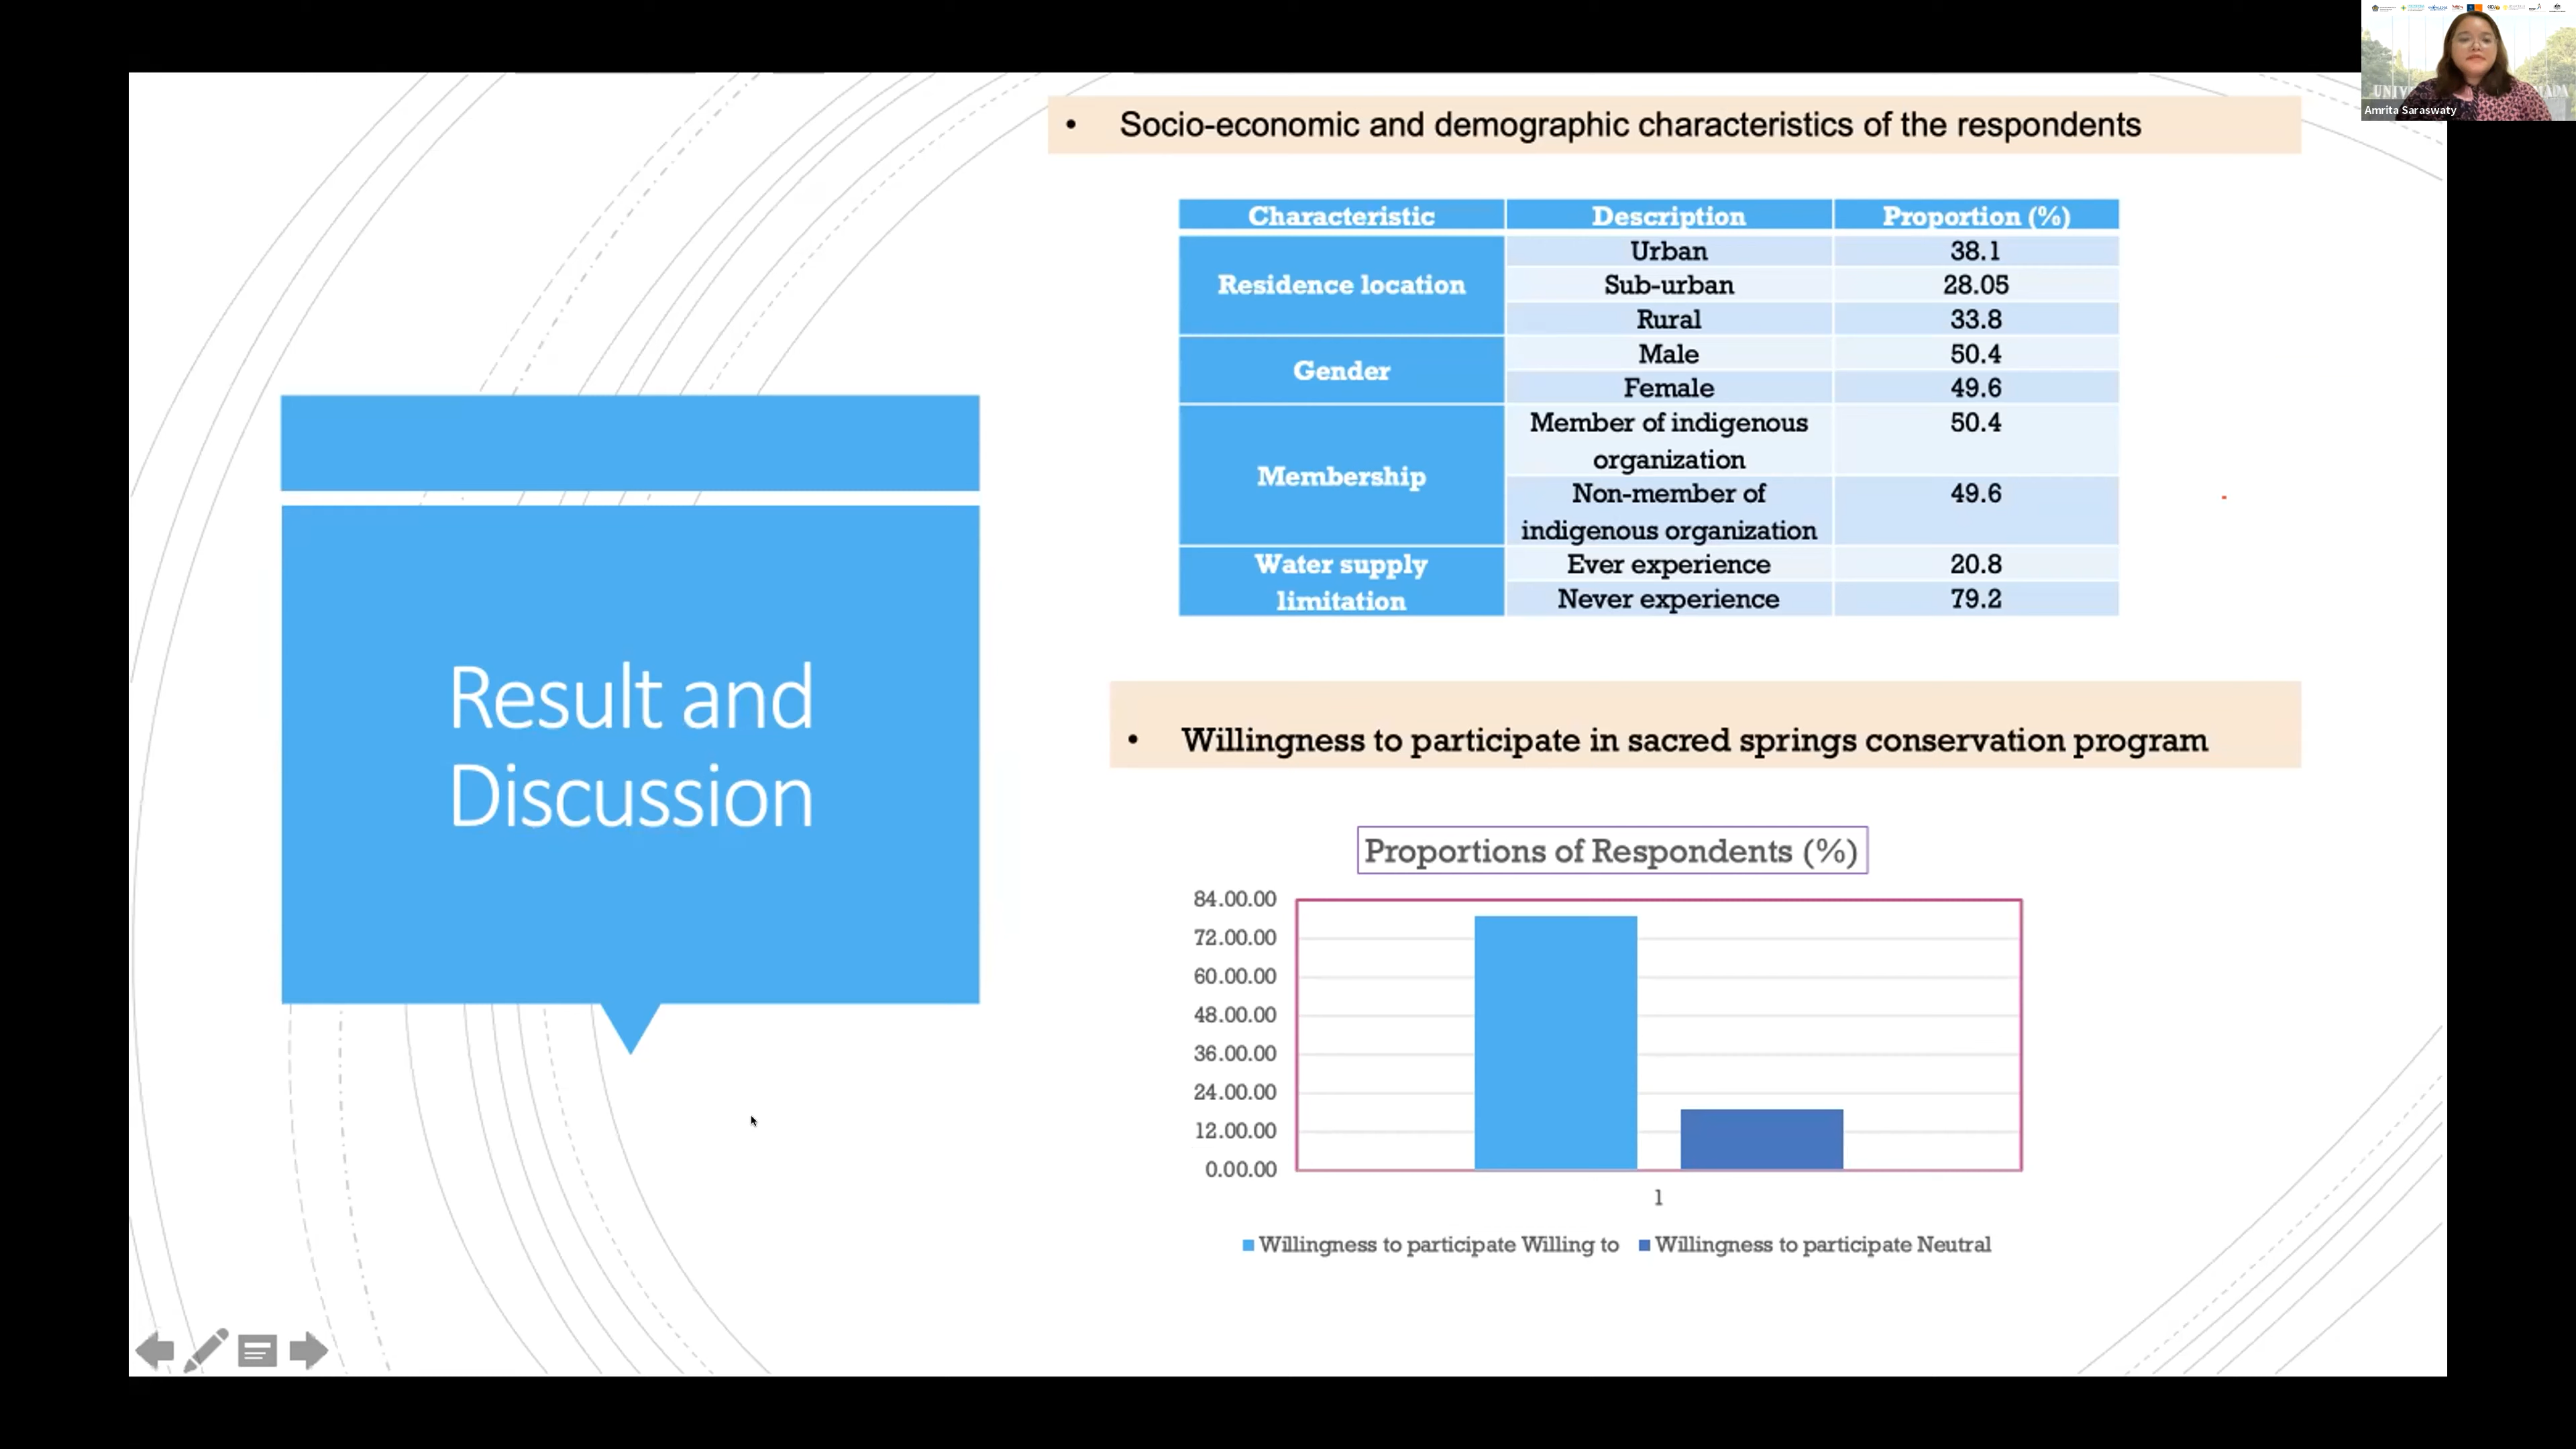 Amrita Saraswaty
• Socio-economic and demographic characteristics of the respondents
Characteristic Description Proportion (%)
Residence location
Urban 38.1
Sub-urban 28.05
Rural 33.8
Gender
Male 50.4
Female 49.6
Membership
Member of indigenous 50.4
organization
Non-member of 49.6
indigenous organization
Water supply
limitation
Ever experience 20.8
Never experience 79.2
Result and
Discussion
• Willingness to participate in sacred springs conservation program
Proportions of Respondents (%)
84.00.00
72.00.00
60.00.00
48.00.00
36.00.00
24.00.00
12.00.00
0.00.00
1
Willingness to participate Willing to Willingness to participate Neutral